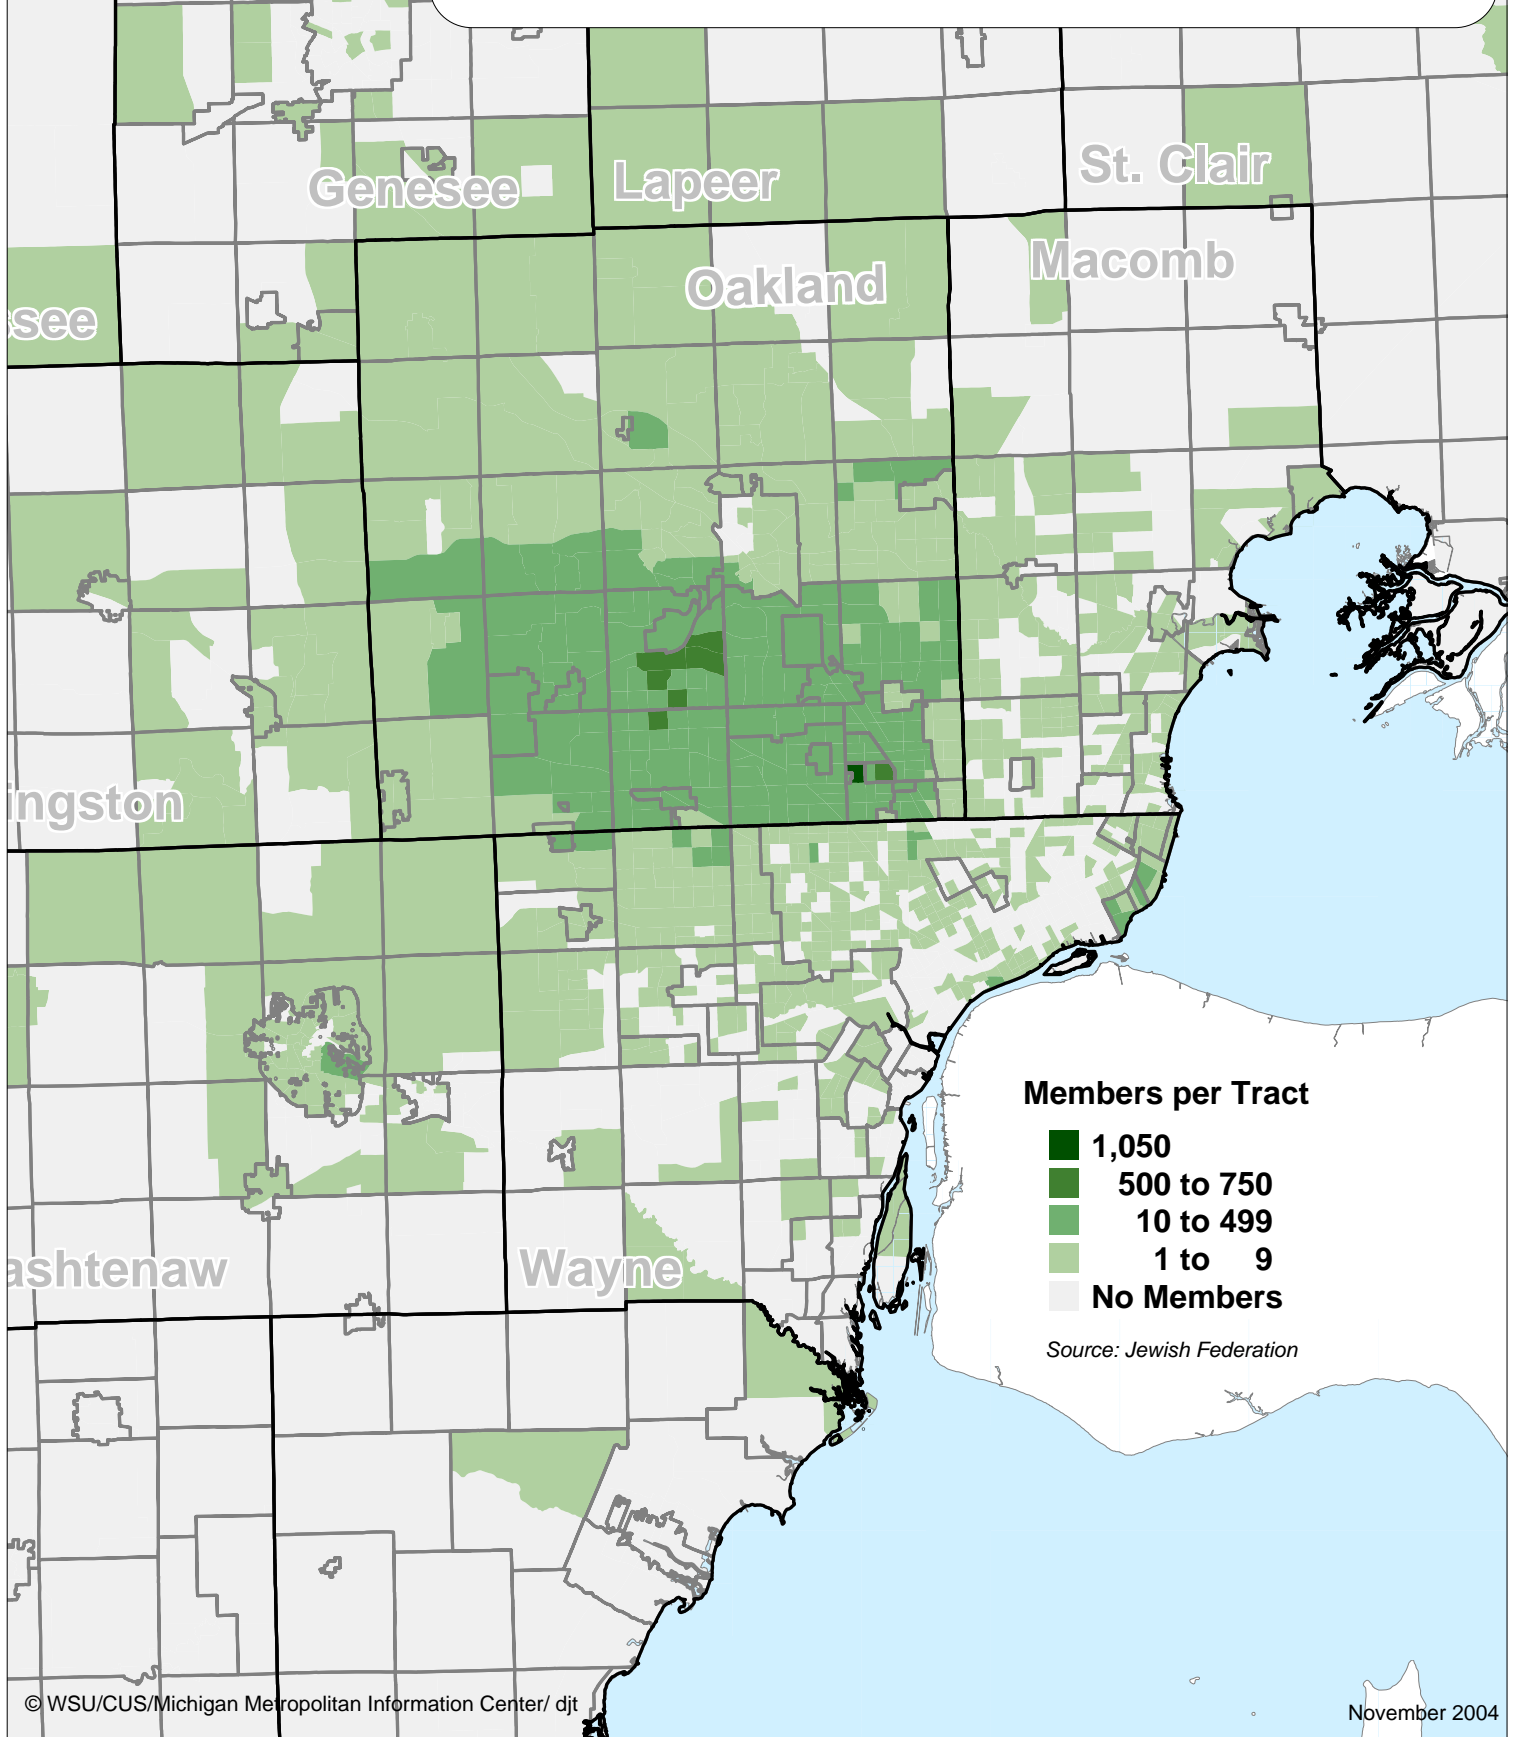 Genesee
Lapeer
St. Clair
Oakland
Macomb
ssee
ingston
ashtenaw
Wayne
Members per Tract
1,050
500 to 750
10 to 499
1 to 9
No Members
Source: Jewish Federation
© WSU/CUS/Michigan Metropolitan Information Center/ djt
November 2004